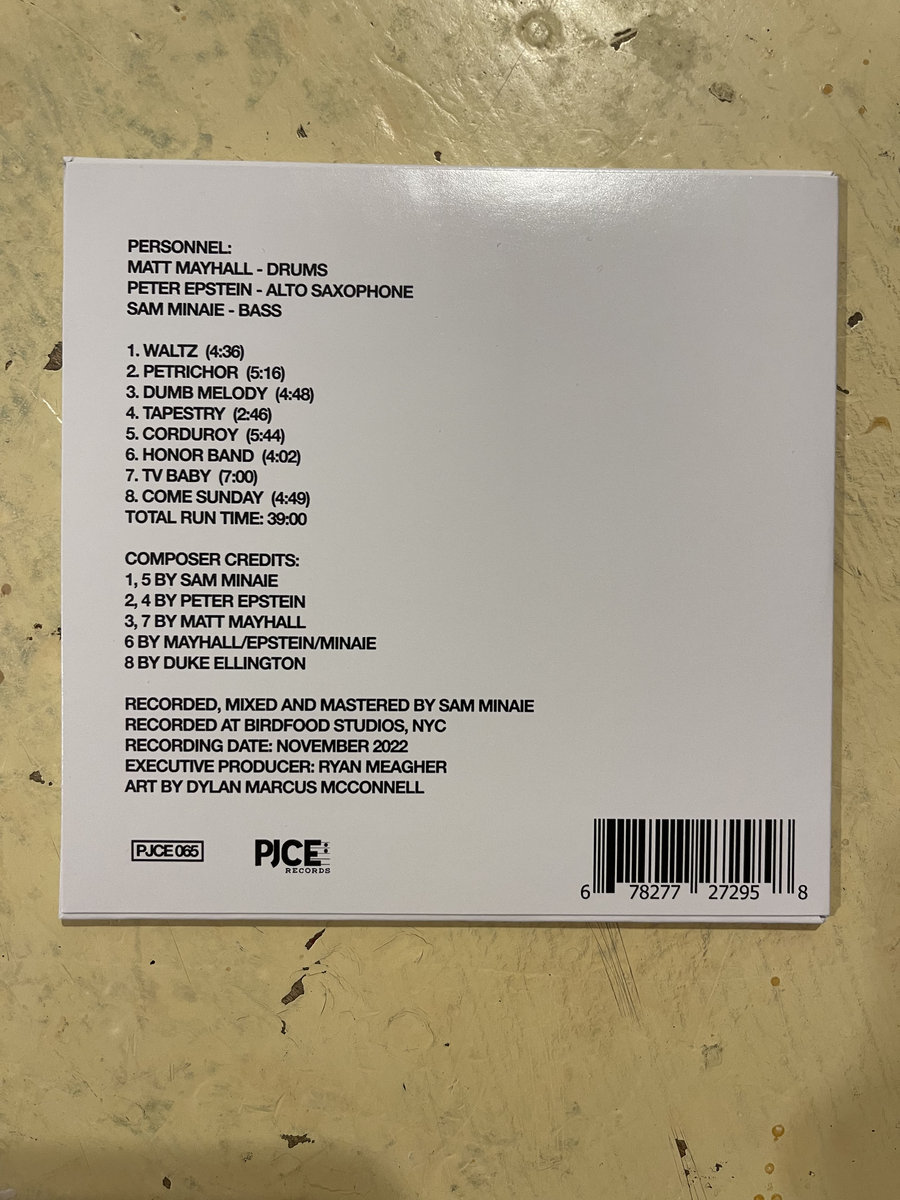 PERSONNEL:
MATT MAYHALL - DRUMS
PETER EPSTEIN - ALTO SAXOPHONE
SAM MINAIE - BASS
1. WALTZ (4:36)
2. PETRICHOR (5:16)
3. DUMB MELODY (4:48)
4. TAPESTRY (2:46)
5. CORDUROY (5:44)
6. HONOR BAND (4:02)
7. TV BABY (7:00)
8. COME SUNDAY (4:49)
TOTAL RUN TIME: 39:00
COMPOSER CREDITS:
1, 5 BY SAM MINAIE
2, 4 BY PETER EPSTEIN
3, 7 BY MATT MAYHALL
6 BY MAYHALL/EPSTEIN/MINAIE
8 BY DUKE ELLINGTON
RECORDED, MIXED AND MASTERED BY SAM MINAIE
RECORDED AT BIRDFOOD STUDIOS, NYC
RECORDING DATE: NOVEMBER 2022
EXECUTIVE PRODUCER: RYAN MEAGHER
ART BY DYLAN MARCUS MCCONNELL
PJCE 065
PJCE
RECORDS
6 78277 27295 8